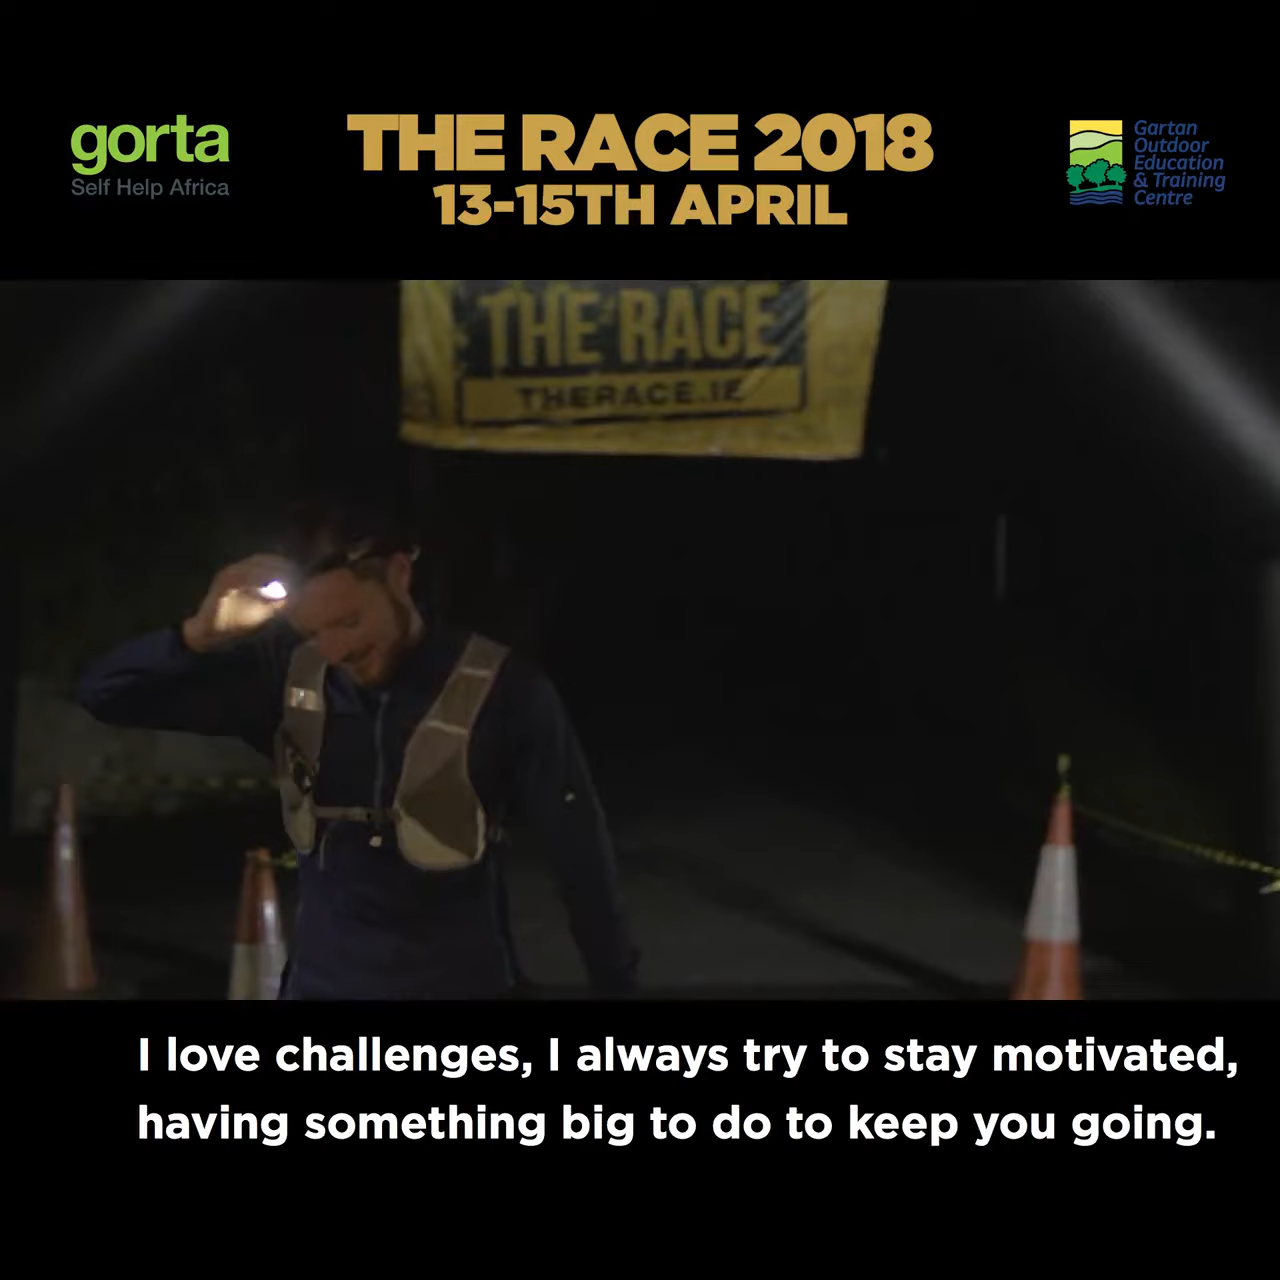 gorta
Self Help Africa
THE RACE 2018
13-15TH APRIL
Gartan
Outdoor
Education
& Training
Centre
THE RACE
THERACE.IE
I love challenges, I always try to stay motivated,
having something big to do to keep you going.